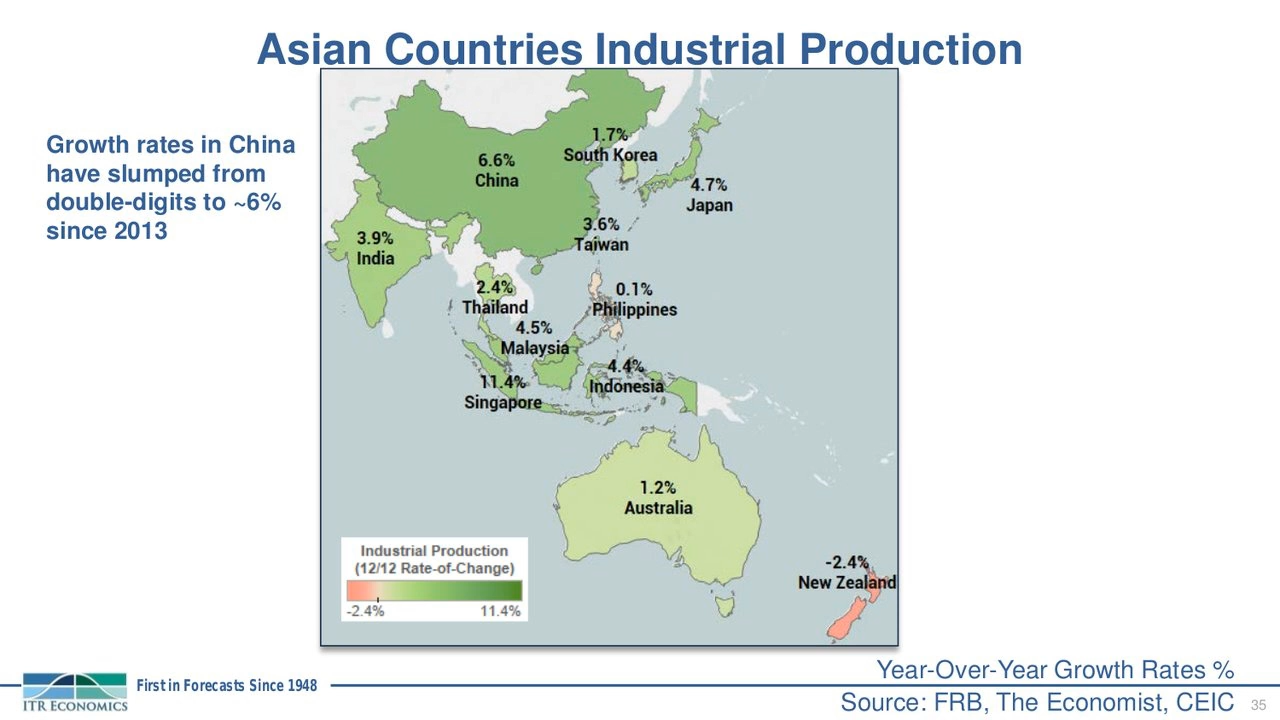 Asian Countries Industrial Production
Growth rates in China
have slumped from
double-digits to ~6%
since 2013
1.7%
South Korea
6.6%
China
4.7%
Japan
3.6%
Taiwan
3.9%
India
2.4%
Thailand
0.1%
Philippines
4.5%
Malaysia
4.4%
Indonesia
11.4%
Singapore
1.2%
Australia
-2.4%
New Zealand
Industrial Production
(12/12 Rate-of-Change)
-2.4% 11.4%
Year-Over-Year Growth Rates %
Source: FRB, The Economist, CEIC
ITR ECONOMICS
First in Forecasts Since 1948
35